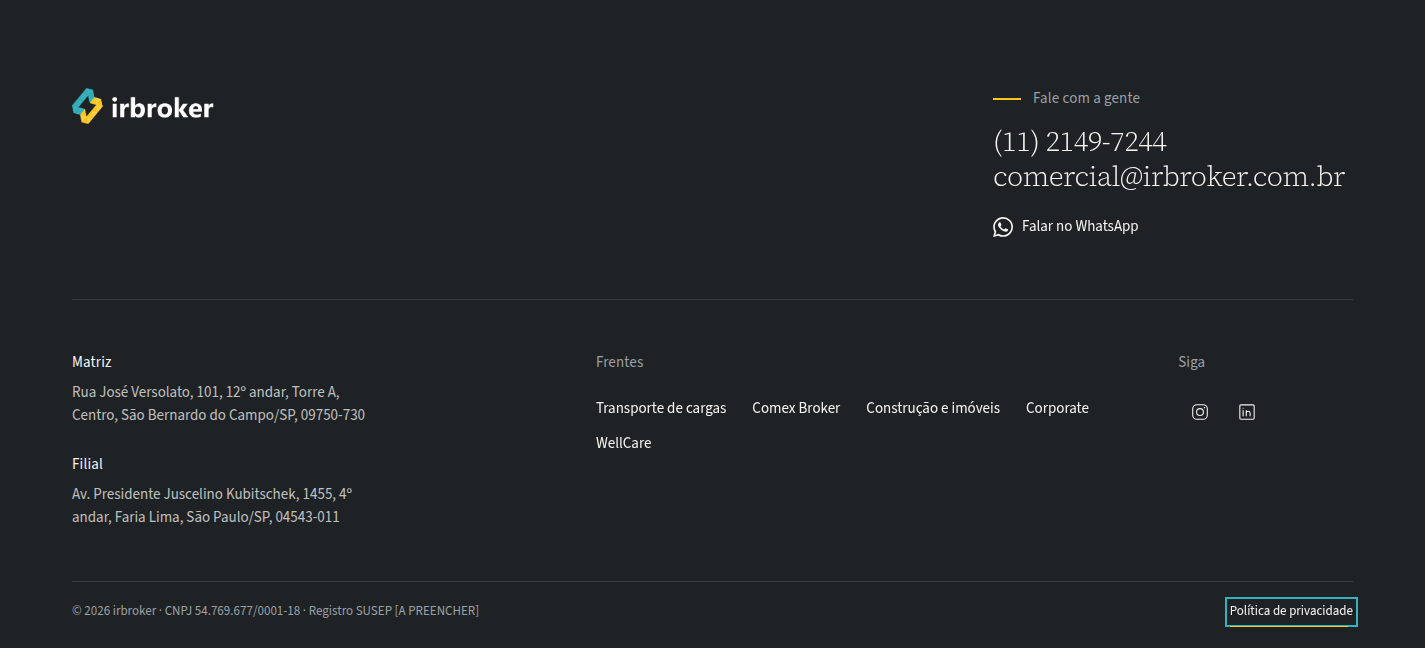 irbroker
Fale com a gente
(11) 2149-7244
comercial@irbroker.com.br
Falar no WhatsApp
Matriz
Rua José Versolato, 101, 12º andar, Torre A,
Centro, São Bernardo do Campo/SP, 09750-730
Filial
Av. Presidente Juscelino Kubitschek, 1455, 4º
andar, Faria Lima, São Paulo/SP, 04543-011
Frentes
Transporte de cargas Comex Broker Construção e imóveis Corporate
WellCare
Siga
© 2026 irbroker · CNPJ 54.769.677/0001-18 · Registro SUSEP [A PREENCHER]
Política de privacidade